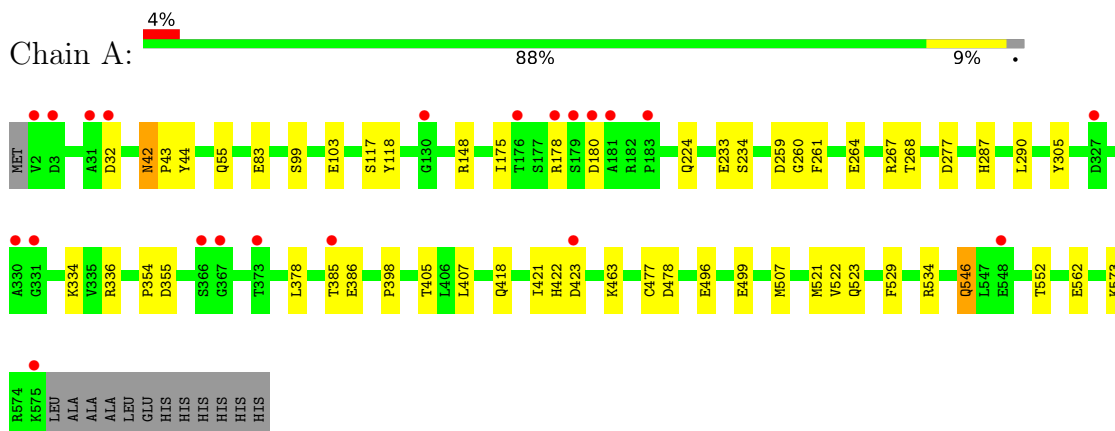 4%
Chain A:
88% 9% •
MET V2 D3 A31 D32 N42 P43 Y44 Q55 E83 S99 E103 S117 Y118 G130 R148 I175 T176 S177 R178 S179 D180 A181 R182 P183 Q224 E233 S234 D259 G260 F261 E264 R267 T268 D277 H287 L290 Y305 D327
A330 G331 K334 V335 R336 P354 D355 S366 G367 T373 L378 T385 E386 P398 T405 L406 L407 Q418 I421 H422 D423 K463 C477 D478 E496 E499 M507 M521 V522 Q523 F529 R534 Q546 L547 E548 T552 E562 K573
R574 K575 LEU ALA ALA ALA LEU GLU HIS HIS HIS HIS HIS HIS